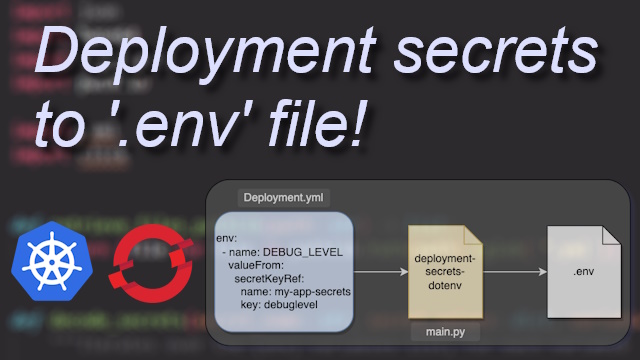 Deployment secrets
to '.env' file!
Deployment.yml
env:
- name: DEBUG_LEVEL
valueFrom:
secretKeyRef:
name: my-app-secrets
key: debuglevel
deployment-
secrets-
dotenv
main.py
.env